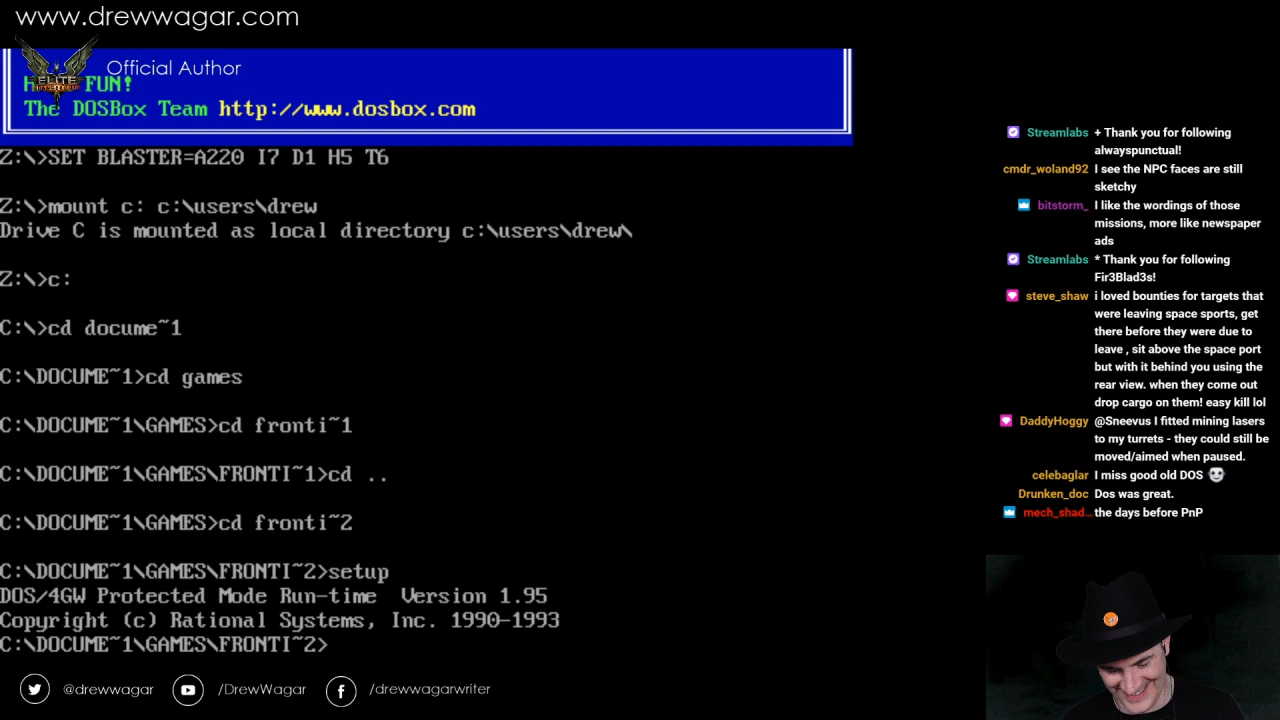 www.drewwagar.com
ELITE
Official Author
FUN!
The DOSBox Team http://www.dosbox.com
Z:\>SET BLASTER=A220 I7 D1 H5 T6
Z:\>mount c: c:\users\drew
Drive C is mounted as local directory c:\users\drew\
Z:\>c:
C:\>cd docume~1
C:\DOCUME~1>cd games
C:\DOCUME~1\GAMES>cd fronti~1
C:\DOCUME~1\GAMES\FRONTI~1>cd ..
C:\DOCUME~1\GAMES>cd fronti~2
C:\DOCUME~1\GAMES\FRONTI~2>setup
DOS/4GW Protected Mode Run-time  Version 1.95
Copyright (c) Rational Systems, Inc. 1990-1993
C:\DOCUME~1\GAMES\FRONTI~2>
@drewwagar
/DrewWagar
/drewwagarwriter
Streamlabs + Thank you for following
alwayspunctual!
cmdr_woland92 I see the NPC faces are still
sketchy
bitstorm_ I like the wordings of those
missions, more like newspaper
ads
Streamlabs * Thank you for following
Fir3Blad3s!
steve_shaw i loved bounties for targets that
were leaving space sports, get
there before they were due to
leave , sit above the space port
but with it behind you using the
rear view. when they come out
drop cargo on them! easy kill lol
DaddyHoggy @Sneevus I fitted mining lasers
to my turrets - they could still be
moved/aimed when paused.
celebaglar I miss good old DOS
Drunken_doc Dos was great.
mech_shad... the days before PnP